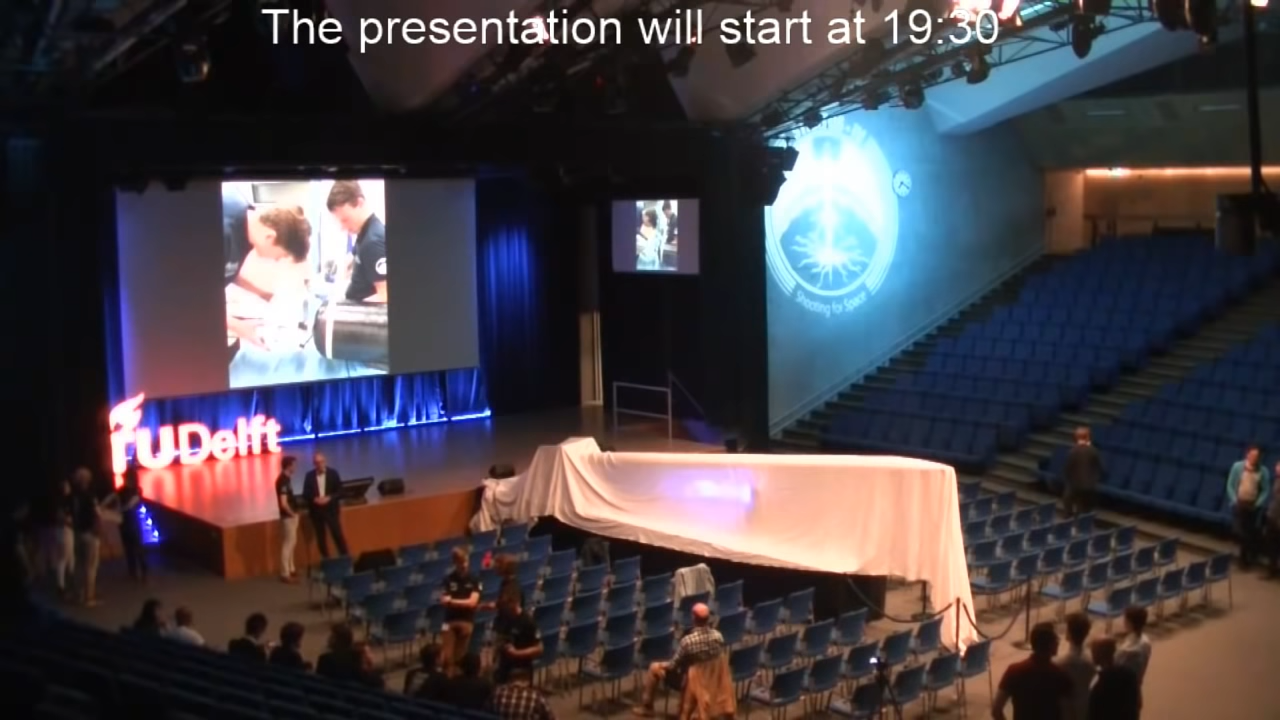 The presentation will start at 19:30
Shooting for Space
TUDelft